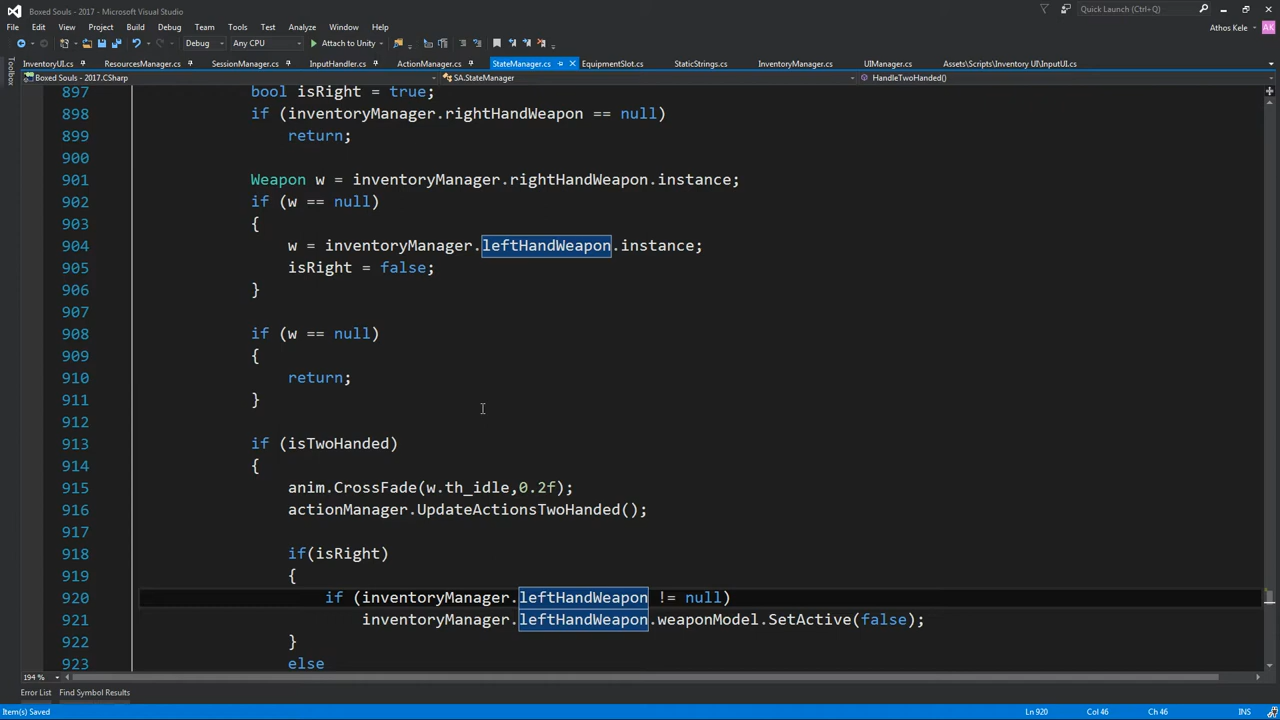 Boxed Souls - 2017 - Microsoft Visual Studio
Quick Launch (Ctrl+Q)
File Edit View Project Build Debug Team Tools Test Analyze Window Help
Athos Kele AK
Debug Any CPU Attach to Unity
InventoryUI.cs ResourcesManager.cs SessionManager.cs InputHandler.cs ActionManager.cs StateManager.cs EquipmentSlot.cs StaticStrings.cs InventoryManager.cs UIManager.cs Assets\Scripts\Inventory UI\InputUI.cs
Toolbox
Boxed Souls - 2017.CSharp SA.StateManager HandleTwoHanded()
897 bool isRight = true;
898 if (inventoryManager.rightHandWeapon == null)
899 return;
900
901 Weapon w = inventoryManager.rightHandWeapon.instance;
902 if (w == null)
903 {
904 w = inventoryManager.leftHandWeapon.instance;
905 isRight = false;
906 }
907
908 if (w == null)
909 {
910 return;
911 }
912
913 if (isTwoHanded)
914 {
915 anim.CrossFade(w.th_idle,0.2f);
916 actionManager.UpdateActionsTwoHanded();
917
918 if(isRight)
919 {
920 if (inventoryManager.leftHandWeapon != null)
921 inventoryManager.leftHandWeapon.weaponModel.SetActive(false);
922 }
923 else
194 %
Error List Find Symbol Results
Item(s) Saved Ln 920 Col 46 Ch 46 INS